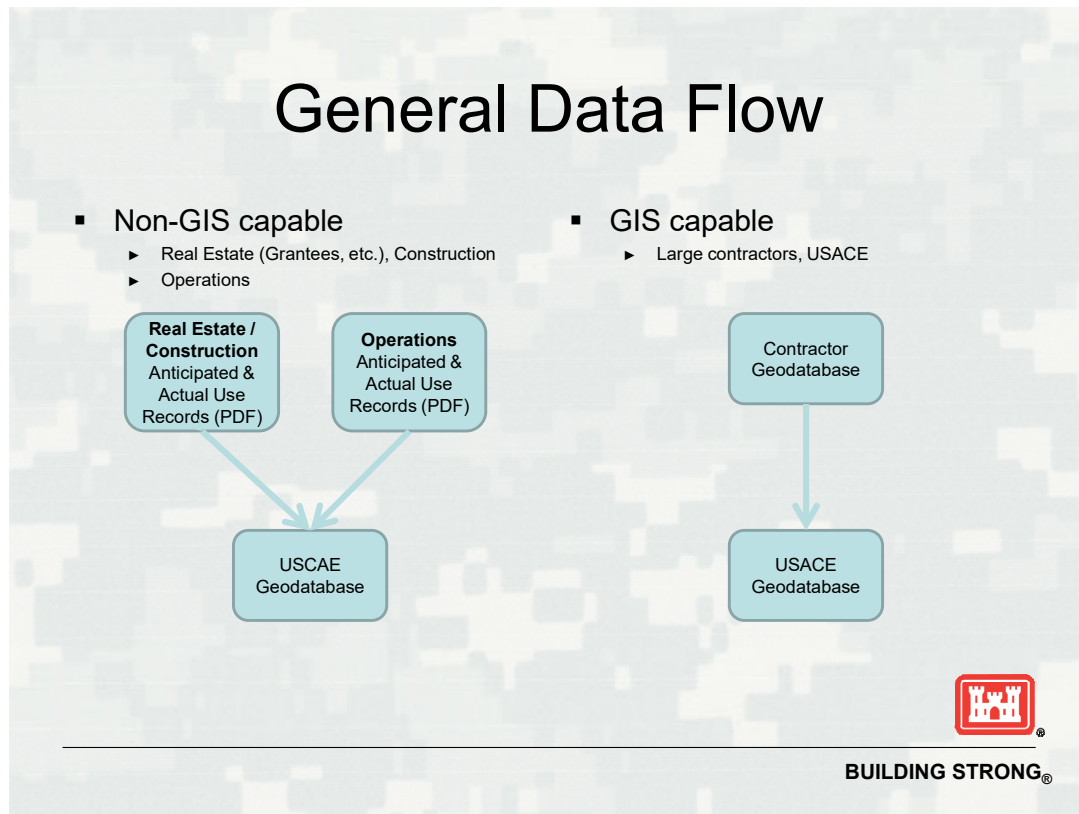 General Data Flow
▪ Non-GIS capable
► Real Estate (Grantees, etc.), Construction
► Operations
Real Estate /
Construction
Anticipated &
Actual Use
Records (PDF)
Operations
Anticipated &
Actual Use
Records (PDF)
USCAE
Geodatabase
▪ GIS capable
► Large contractors, USACE
Contractor
Geodatabase
USACE
Geodatabase
®
BUILDING STRONG®